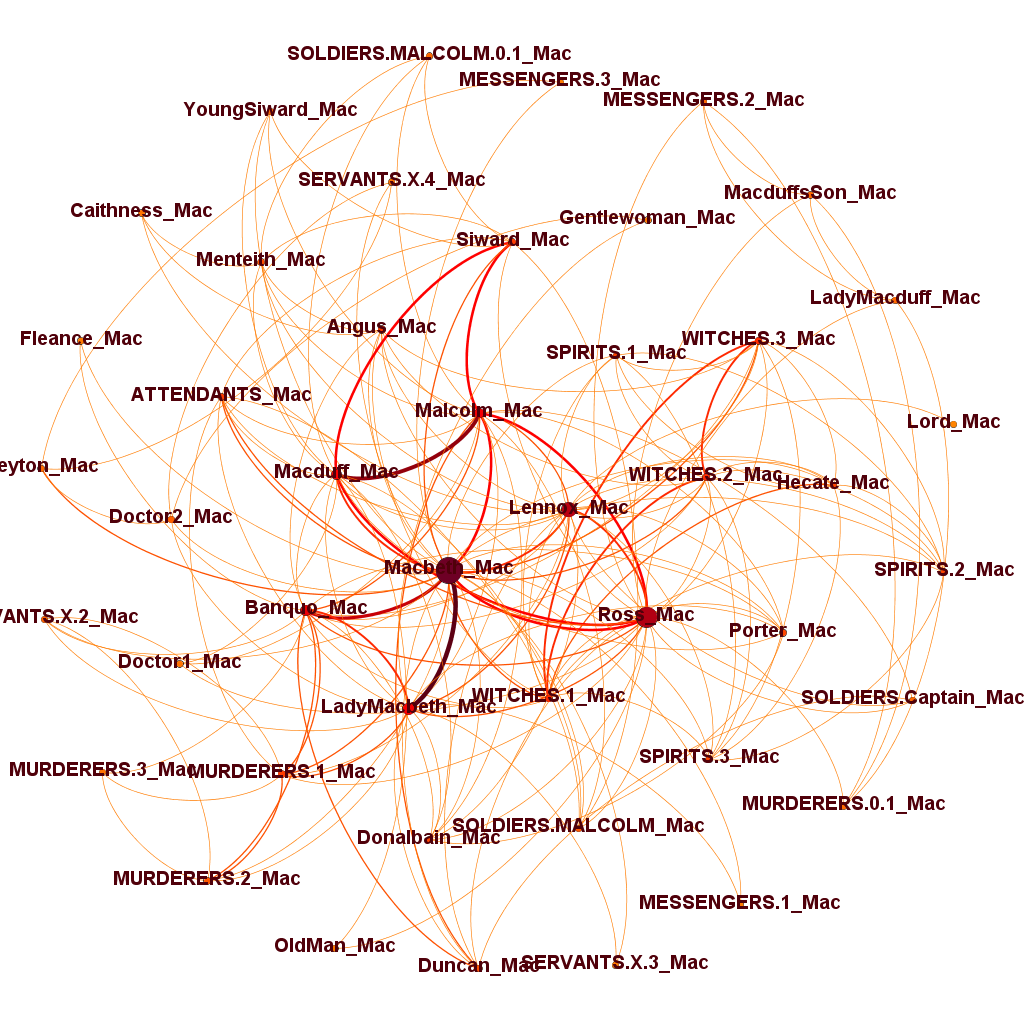 SOLDIERS.MALCOLM.0.1_Mac
MESSENGERS.3_Mac
MESSENGERS.2_Mac
YoungSiward_Mac
SERVANTS.X.4_Mac
MacduffsSon_Mac
Caithness_Mac
Gentlewoman_Mac
Siward_Mac
Menteith_Mac
LadyMacduff_Mac
Angus_Mac
Fleance_Mac
WITCHES.3_Mac
SPIRITS.1_Mac
ATTENDANTS_Mac
Malcolm_Mac
Lord_Mac
eyton_Mac
Macduff_Mac
WITCHES.2_Mac
Hecate_Mac
Lennox_Mac
Doctor2_Mac
Macbeth_Mac
SPIRITS.2_Mac
Banquo_Mac
VANTS.X.2_Mac
Ross_Mac
Porter_Mac
Doctor1_Mac
WITCHES.1_Mac
SOLDIERS.Captain_Mac
LadyMacbeth_Mac
SPIRITS.3_Mac
MURDERERS.3_Mac
MURDERERS.1_Mac
MURDERERS.0.1_Mac
SOLDIERS.MALCOLM_Mac
Donalbain_Mac
MURDERERS.2_Mac
MESSENGERS.1_Mac
OldMan_Mac
Duncan_Mac
SERVANTS.X.3_Mac